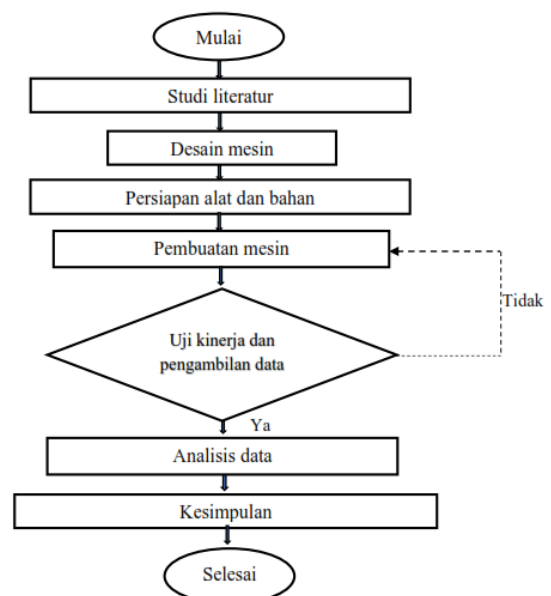 Mulai
Studi literatur
Desain mesin
Persiapan alat dan bahan
Pembuatan mesin
Tidak
Uji kinerja dan
pengambilan data
Ya
Analisis data
Kesimpulan
Selesai